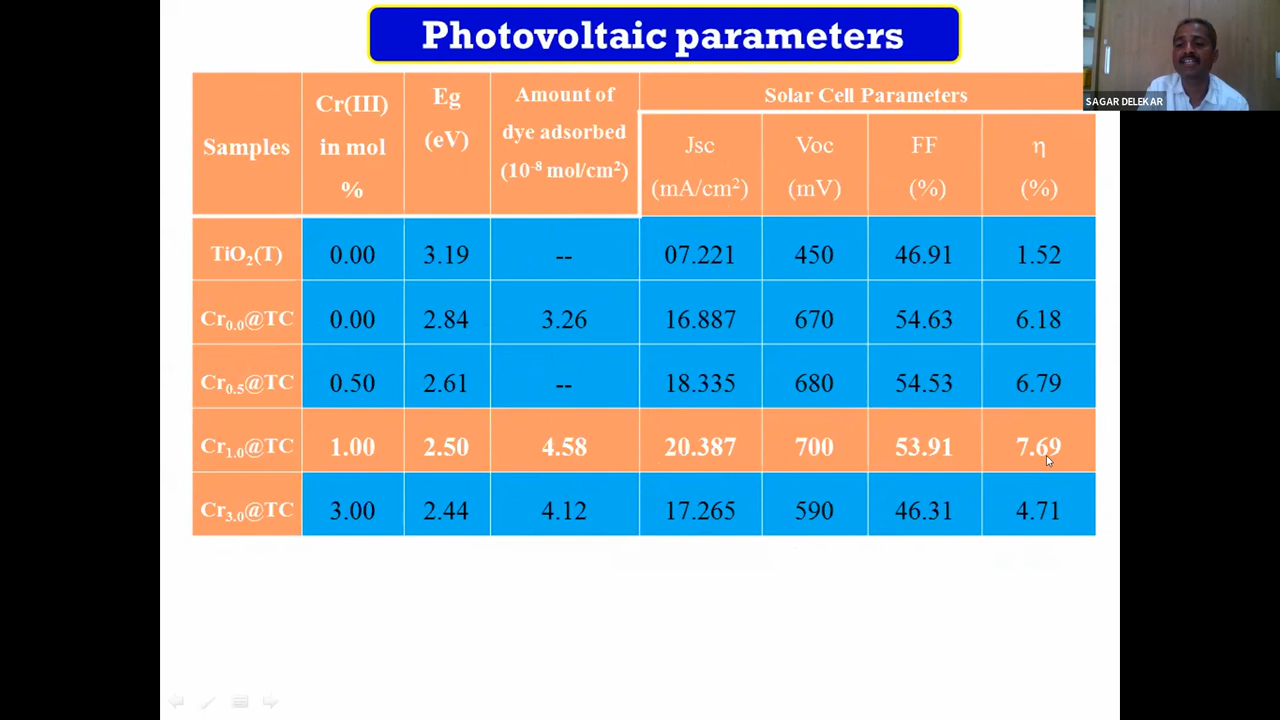 Photovoltaic parameters
SAGAR DELEKAR
Samples
Cr(III)
in mol
%
Eg
(eV)
Amount of
dye adsorbed
(10⁻⁸ mol/cm²)
Solar Cell Parameters
Jsc
(mA/cm²)
Voc
(mV)
FF
(%)
η
(%)
TiO₂(T) 0.00 3.19 -- 07.221 450 46.91 1.52
Cr₀.₀@TC 0.00 2.84 3.26 16.887 670 54.63 6.18
Cr₀.₅@TC 0.50 2.61 -- 18.335 680 54.53 6.79
Cr₁.₀@TC 1.00 2.50 4.58 20.387 700 53.91 7.69
Cr₃.₀@TC 3.00 2.44 4.12 17.265 590 46.31 4.71